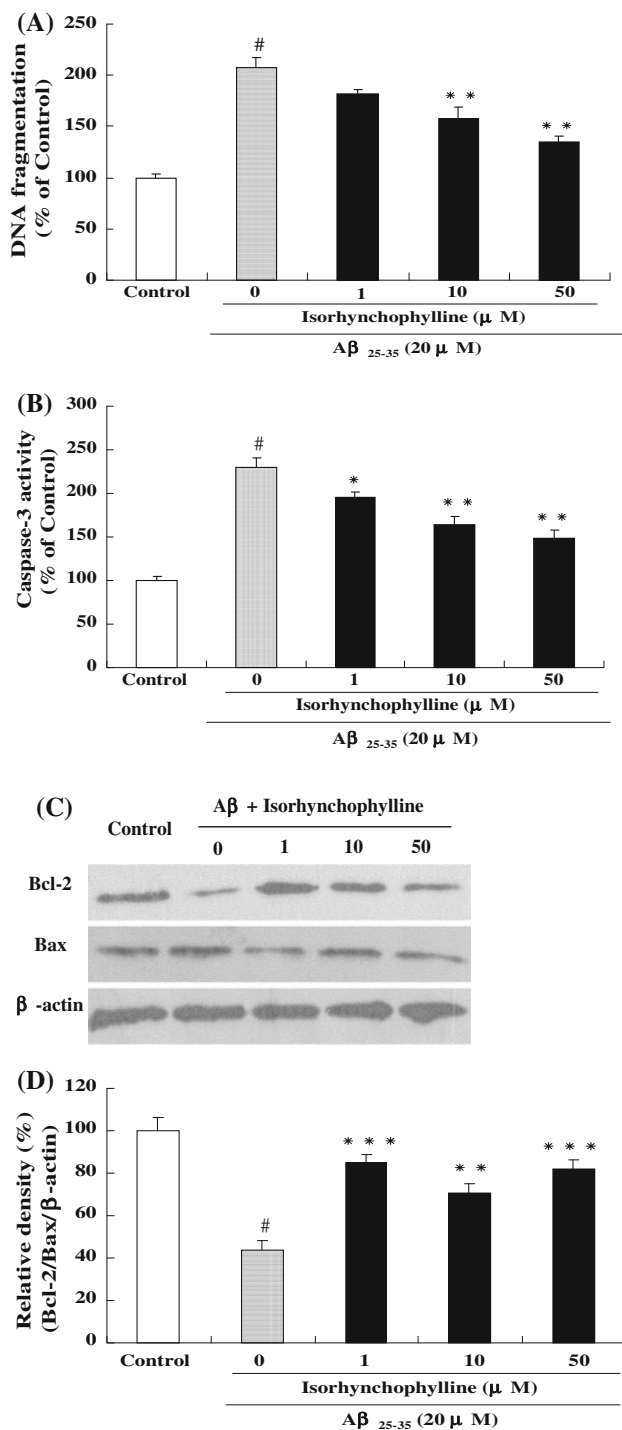 (A)
DNA fragmentation
(% of Control)
250
200
150
100
50
0
#
* *
* *
Control
0
1
10
50
Isorhynchophylline (μ M)
Aβ 25-35 (20 μ M)
(B)
Caspase-3 activity
(% of Control)
300
250
200
150
100
50
0
#
*
* *
* *
Control
0
1
10
50
Isorhynchophylline (μ M)
Aβ 25-35 (20 μ M)
(C)
Aβ + Isorhynchophylline
Control
0
1
10
50
Bcl-2
Bax
β -actin
(D)
Relative density (%)
(Bcl-2/Bax/β-actin)
120
100
80
60
40
20
0
#
* * *
* *
* * *
Control
0
1
10
50
Isorhynchophylline (μ M)
Aβ 25-35 (20 μ M)